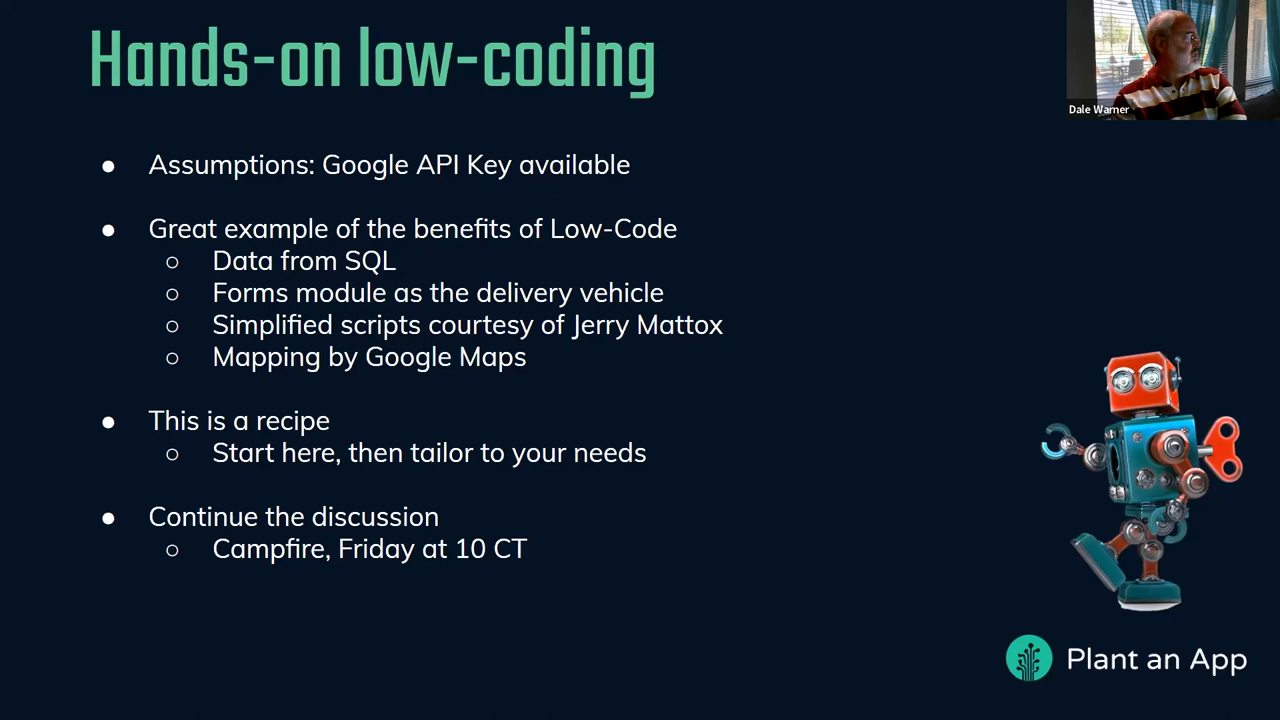 Hands-on low-coding
Dale Warner
● Assumptions: Google API Key available
● Great example of the benefits of Low-Code
○ Data from SQL
○ Forms module as the delivery vehicle
○ Simplified scripts courtesy of Jerry Mattox
○ Mapping by Google Maps
● This is a recipe
○ Start here, then tailor to your needs
● Continue the discussion
○ Campfire, Friday at 10 CT
Plant an App